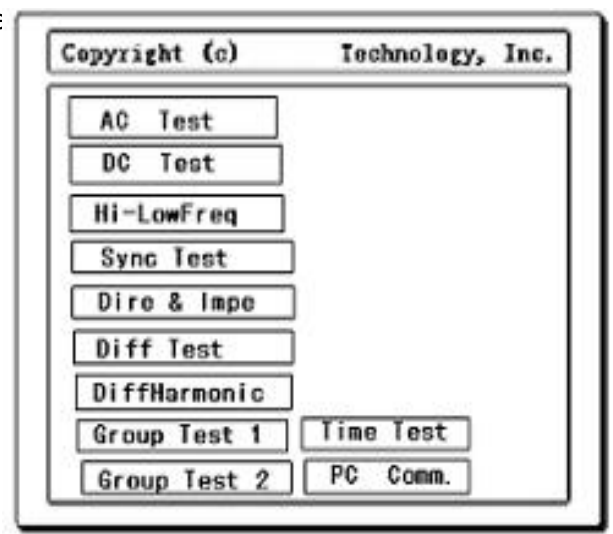 Copyright (c) Technology, Inc.
AC Test
DC Test
Hi-LowFreq
Sync Test
Dire & Impe
Diff Test
DiffHarmonic
Group Test 1 Time Test
Group Test 2 PC Comm.